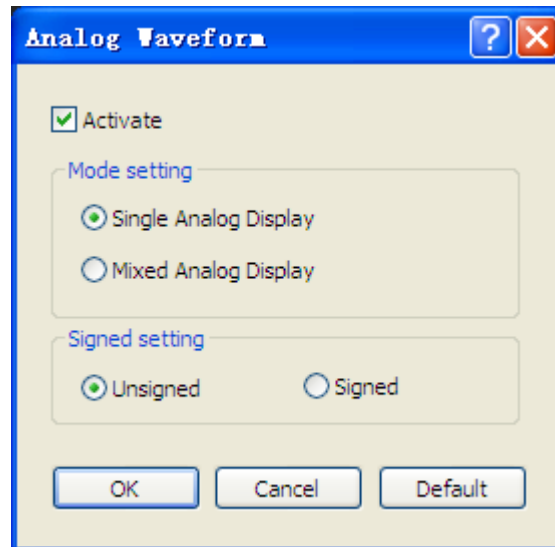 Analog Waveform
Activate
Mode setting
Single Analog Display
Mixed Analog Display
Signed setting
Unsigned Signed
OK Cancel Default